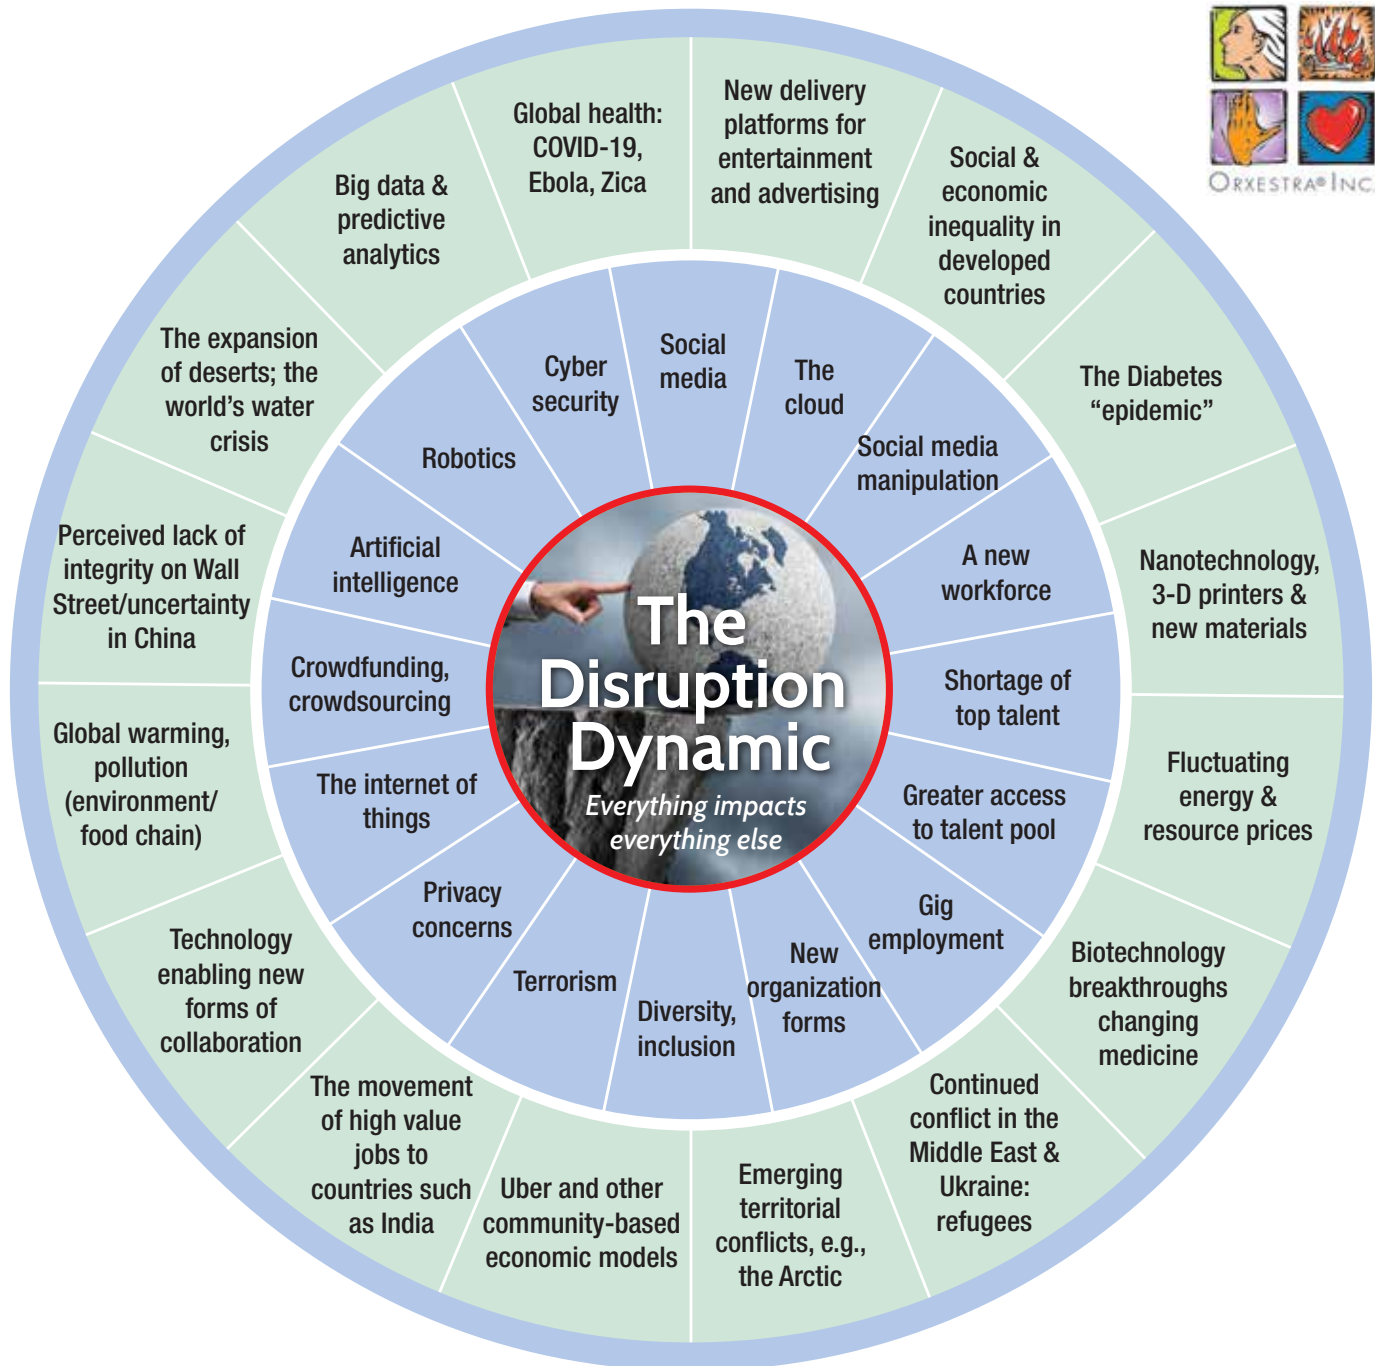 ORXESTRA® INC.
New delivery
platforms for
entertainment
and advertising
Social &
economic
inequality in
developed
countries
The Diabetes
“epidemic”
Nanotechnology,
3-D printers &
new materials
Fluctuating
energy &
resource prices
Biotechnology
breakthroughs
changing
medicine
Continued
conflict in the
Middle East &
Ukraine:
refugees
Emerging
territorial
conflicts, e.g.,
the Arctic
Uber and other
community-based
economic models
The movement
of high value
jobs to
countries such
as India
Technology
enabling new
forms of
collaboration
Global warming,
pollution
(environment/
food chain)
Perceived lack of
integrity on Wall
Street/uncertainty
in China
The expansion
of deserts; the
world’s water
crisis
Big data &
predictive
analytics
Global health:
COVID-19,
Ebola, Zica
Social
media
The
cloud
Social media
manipulation
A new
workforce
Shortage of
top talent
Greater access
to talent pool
Gig
employment
New
organization
forms
Diversity,
inclusion
Terrorism
Privacy
concerns
The internet of
things
Crowdfunding,
crowdsourcing
Artificial
intelligence
Robotics
Cyber
security
The
Disruption
Dynamic
Everything impacts
everything else